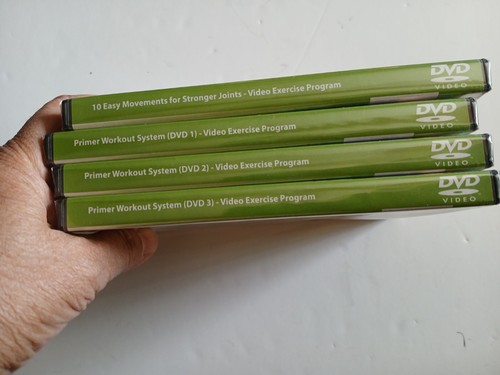 10 Easy Movements for Stronger Joints - Video Exercise Program
DVD
VIDEO
Primer Workout System (DVD 1) - Video Exercise Program
DVD
VIDEO
Primer Workout System (DVD 2) - Video Exercise Program
DVD
VIDEO
Primer Workout System (DVD 3) - Video Exercise Program
DVD
VIDEO